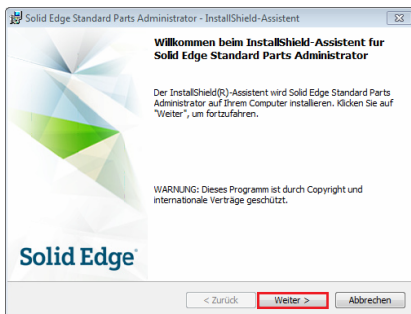 Solid Edge Standard Parts Administrator - InstallShield-Assistent
Willkommen beim InstallShield-Assistent fur
Solid Edge Standard Parts Administrator
Der InstallShield(R)-Assistent wird Solid Edge Standard Parts
Administrator auf Ihrem Computer installieren. Klicken Sie auf
"Weiter", um fortzufahren.
WARNUNG: Dieses Programm ist durch Copyright und
internationale Verträge geschützt.
Solid Edge
< Zurück Weiter > Abbrechen